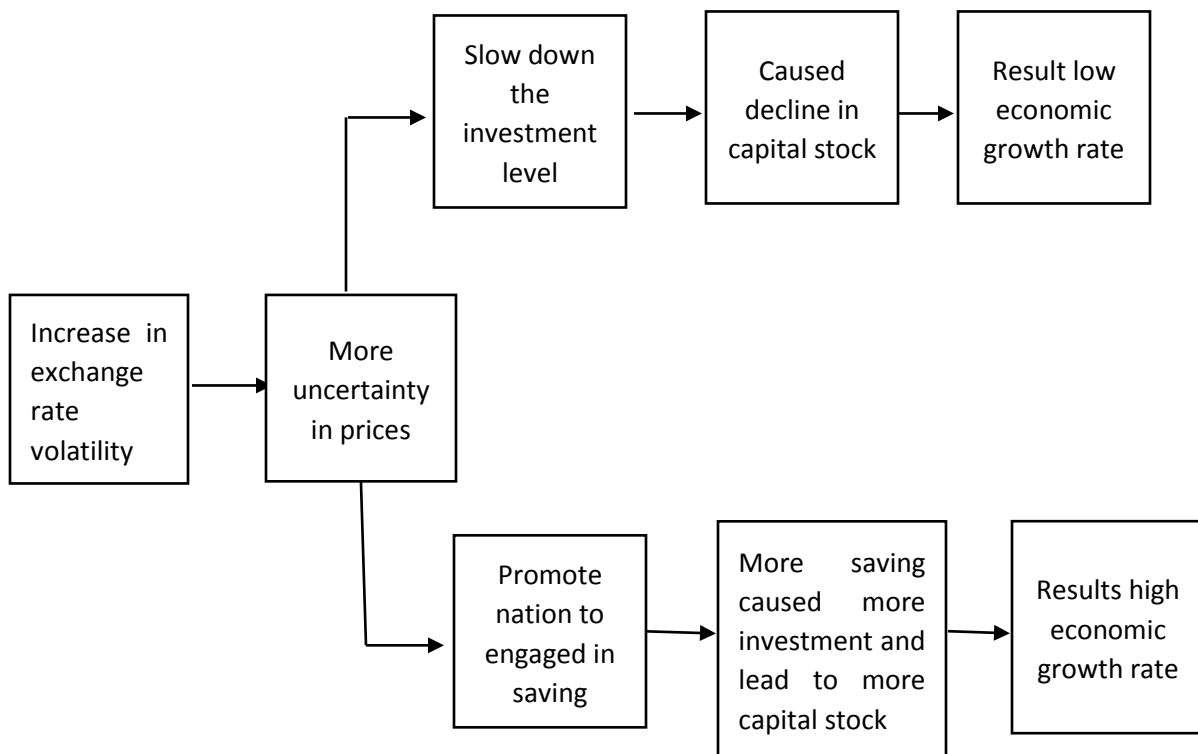 Slow down
the
investment
level
Caused
decline in
capital stock
Result low
economic
growth rate
Increase in
exchange
rate
volatility
More
uncertainty
in prices
Promote
nation to
engaged in
saving
More saving
caused more
investment and
lead to more
capital stock
Results high
economic
growth rate